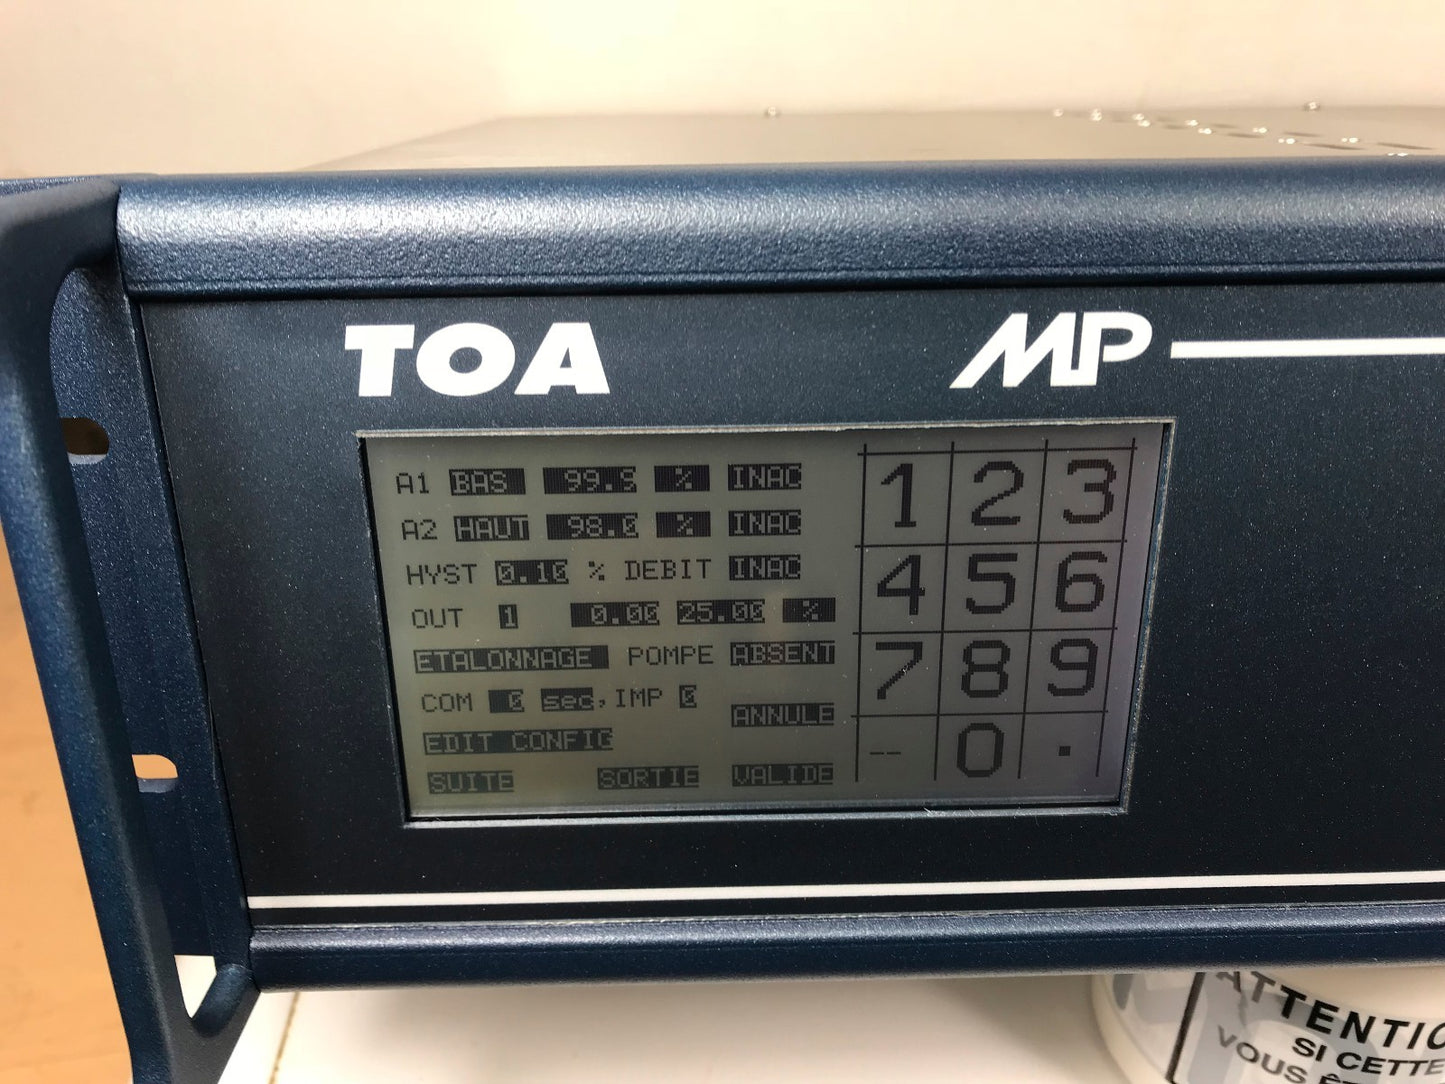 TOA
MP
A1 BAS 99.9 % INAC
A2 HAUT 98.0 % INAC
HYST 0.10 % DEBIT INAC
OUT 1 0.00 25.00 %
ETALONNAGE POMPE ABSENT
COM 0 sec, IMP 0
ANNULE
EDIT CONFIG
SUITE SORTIE VALIDE
1 2 3
4 5 6
7 8 9
-- 0 .
ATTENTIO
SI CETTE
VOUS Ê